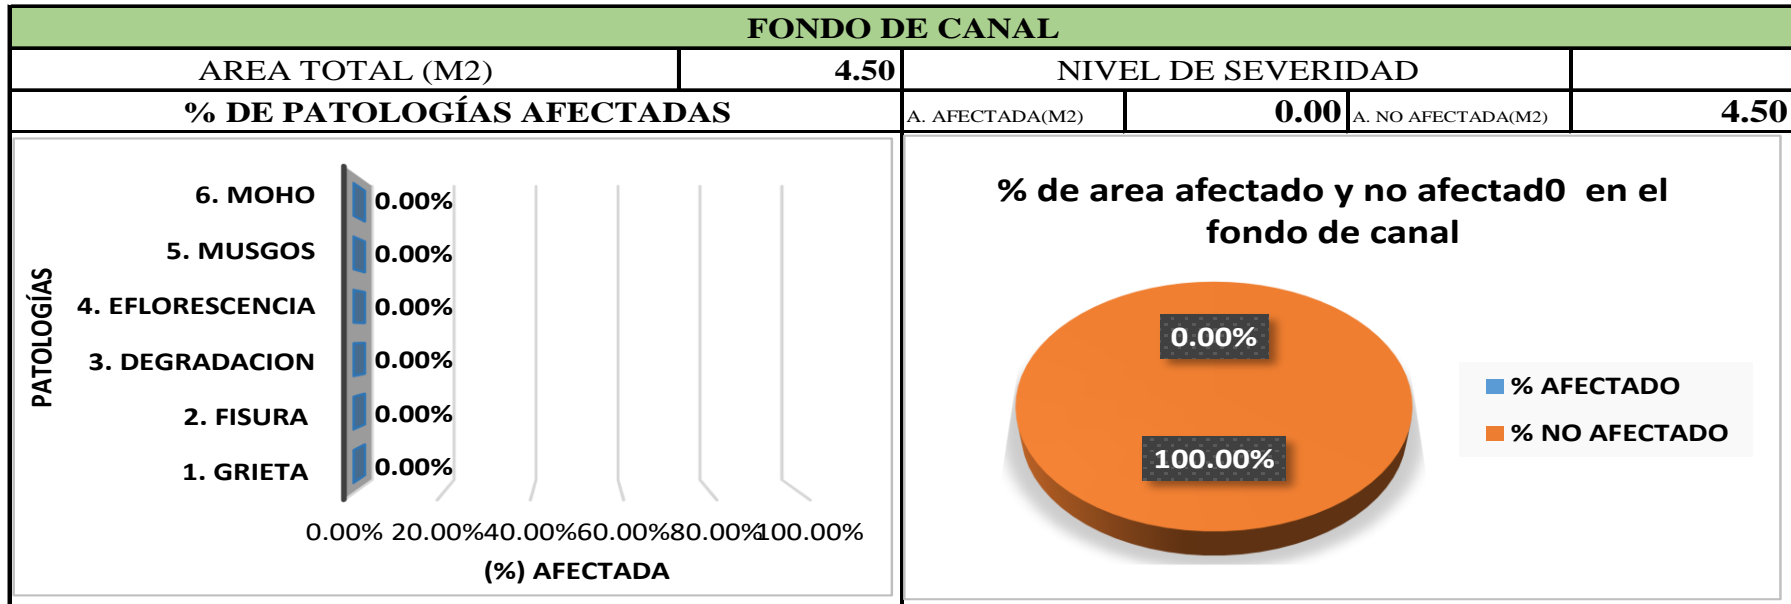 FONDO DE CANAL
AREA TOTAL (M2) 4.50 NIVEL DE SEVERIDAD
% DE PATOLOGÍAS AFECTADAS A. AFECTADA(M2) 0.00 A. NO AFECTADA(M2) 4.50
PATOLOGÍAS
6. MOHO 0.00%
5. MUSGOS 0.00%
4. EFLORESCENCIA 0.00%
3. DEGRADACION 0.00%
2. FISURA 0.00%
1. GRIETA 0.00%
0.00% 20.00% 40.00% 60.00% 80.00% 100.00%
(%) AFECTADA
% de area afectado y no afectad0 en el
fondo de canal
0.00%
100.00%
% AFECTADO
% NO AFECTADO